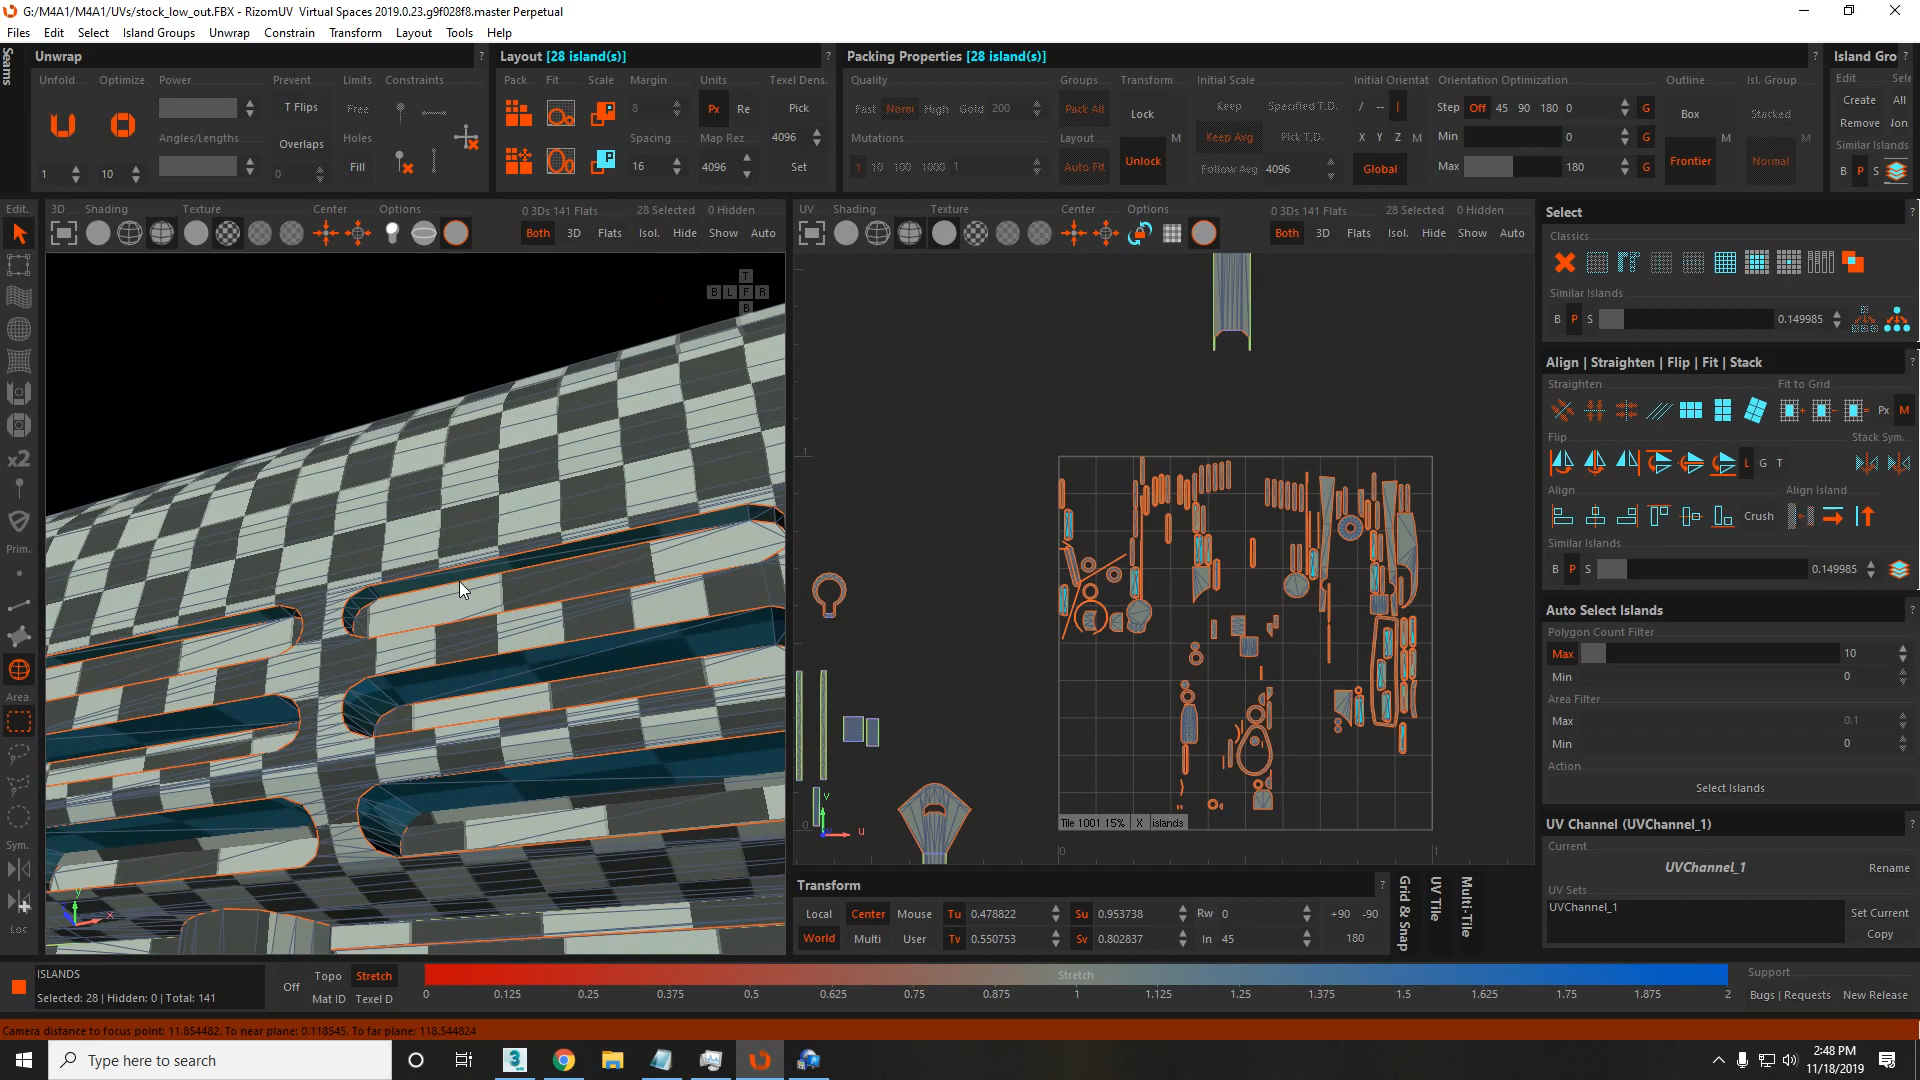 G:/M4A1/M4A1/UVs/stock_low_out.FBX - RizomUV  Virtual Spaces 2019.0.23.g9f028f8.master Perpetual
Files Edit Select Island Groups Unwrap Constrain Transform Layout Tools Help
Seams
Unwrap ?
Unfold Optimize Power Prevent Limits Constraints
T Flips Free
Angles/Lengths Overlaps Holes
Fill
1 10 0
Layout [28 island(s)] ?
Pack Fit Scale Margin Units Texel Dens.
8 Px Re Pick
Spacing Map Rez 4096
16 4096 Set
Packing Properties [28 island(s)] ?
Quality Groups Transform Initial Scale Initial Orientat Orientation Optimization Outline Isl. Group
Fast Norm High Gold 200 Pack All Lock Keep Specified T.D. / -- | Step Off 45 90 180 0 G Box Stacked
Mutations Layout M Keep Avg Pick T.D. X Y Z M Min 0 G M M
1 10 100 1000 1 Auto Fit Unlock Follow Avg 4096 Global Max 180 G Frontier Normal
Island Gro ?
Edit Sele
Create All
Remove Non
Similar Islands
B P S
Edit. 3D Shading Texture Center Options 0 3Ds 141 Flats 28 Selected 0 Hidden
Both 3D Flats Isol. Hide Show Auto
UV Shading Texture Center Options 0 3Ds 141 Flats 28 Selected 0 Hidden
Both 3D Flats Isol. Hide Show Auto
x2
Prim.
Area
Sym.
Loc
T
B L F R
B
y
x
1
0
v
u
Tile 1001 15% X islands
0 1
Select ?
Classics
Similar Islands
B P S 0.149985
Align | Straighten | Flip | Fit | Stack ?
Straighten Fit to Grid
Px M
Flip Stack Sym.
L G T
Align Align Island
Crush
Similar Islands
B P S 0.149985
Auto Select Islands ?
Polygon Count Filter
Max 10
Min 0
Area Filter
Max 0.1
Min 0
Action
Select Islands
UV Channel (UVChannel_1) ?
Current
UVChannel_1 Rename
UV Sets
UVChannel_1 Set Current
Copy
Transform ?
Local Center Mouse Tu 0.478822 Su 0.953738 Rw 0 +90 -90
World Multi User Tv 0.550753 Sv 0.802837 In 45 180
Grid & Snap
UV Tile
Multi-Tile
ISLANDS
Selected: 28 | Hidden: 0 | Total: 141
Off Topo Stretch
Mat ID Texel D
Stretch
0 0.125 0.25 0.375 0.5 0.625 0.75 0.875 1 1.125 1.25 1.375 1.5 1.625 1.75 1.875 2
Support
Bugs | Requests New Release
Camera distance to focus point: 11.854482. To near plane: 0.118545. To far plane: 118.544824
Type here to search
3
2:48 PM
11/18/2019